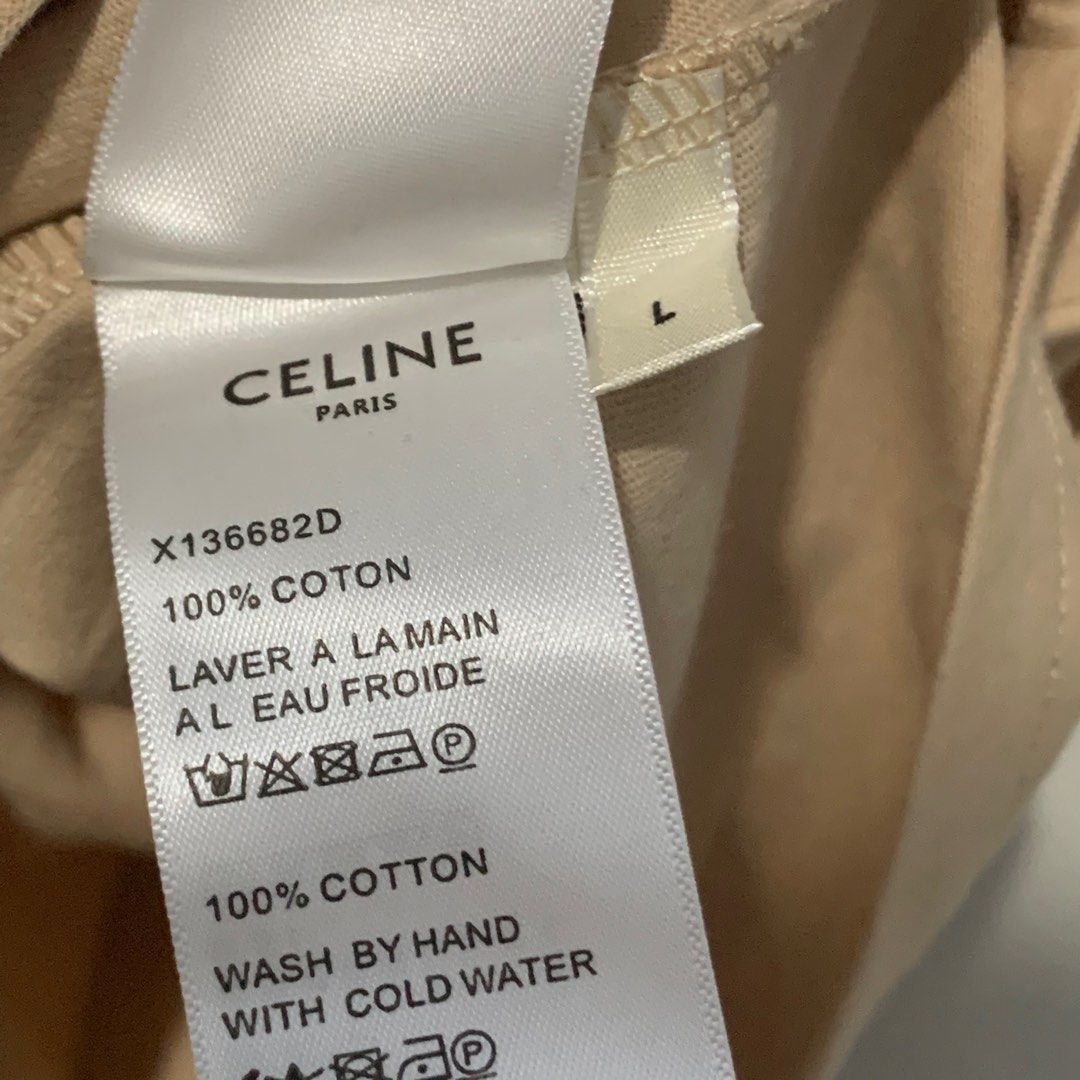 CELINE
PARIS
L
X136682D
100% COTON
LAVER A LA MAIN
A L EAU FROIDE
P
100% COTTON
WASH BY HAND
WITH COLD WATER
P